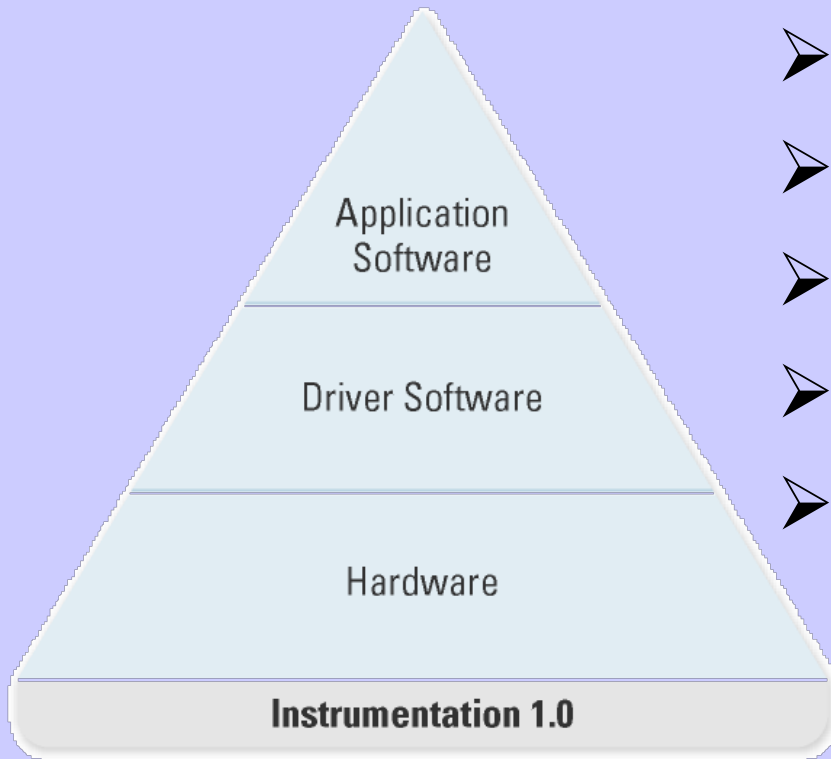 Application
Software
Driver Software
Hardware
Instrumentation 1.0